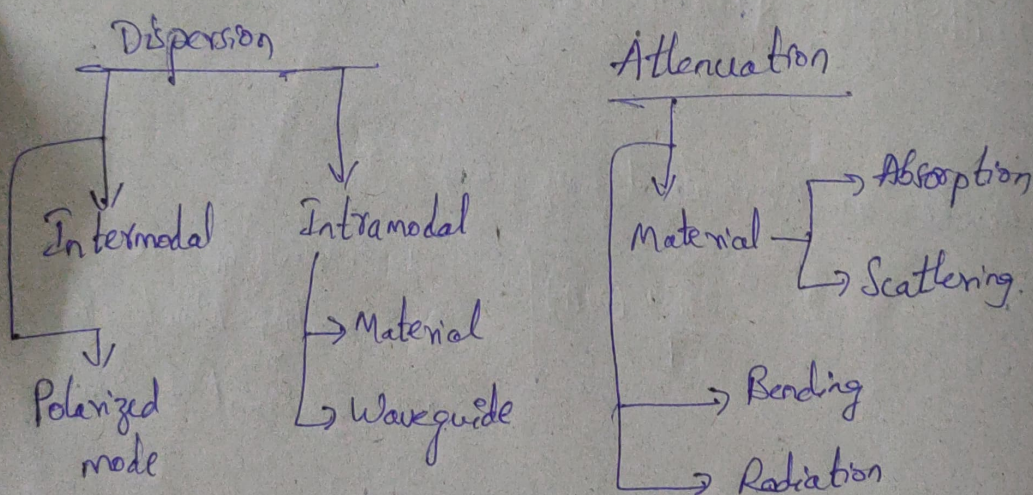 Dispersion
Intermodal
Polarized
mode
Intramodal
Material
Waveguide
Attenuation
Material
Absorption
Scattering.
Bending
Radiation